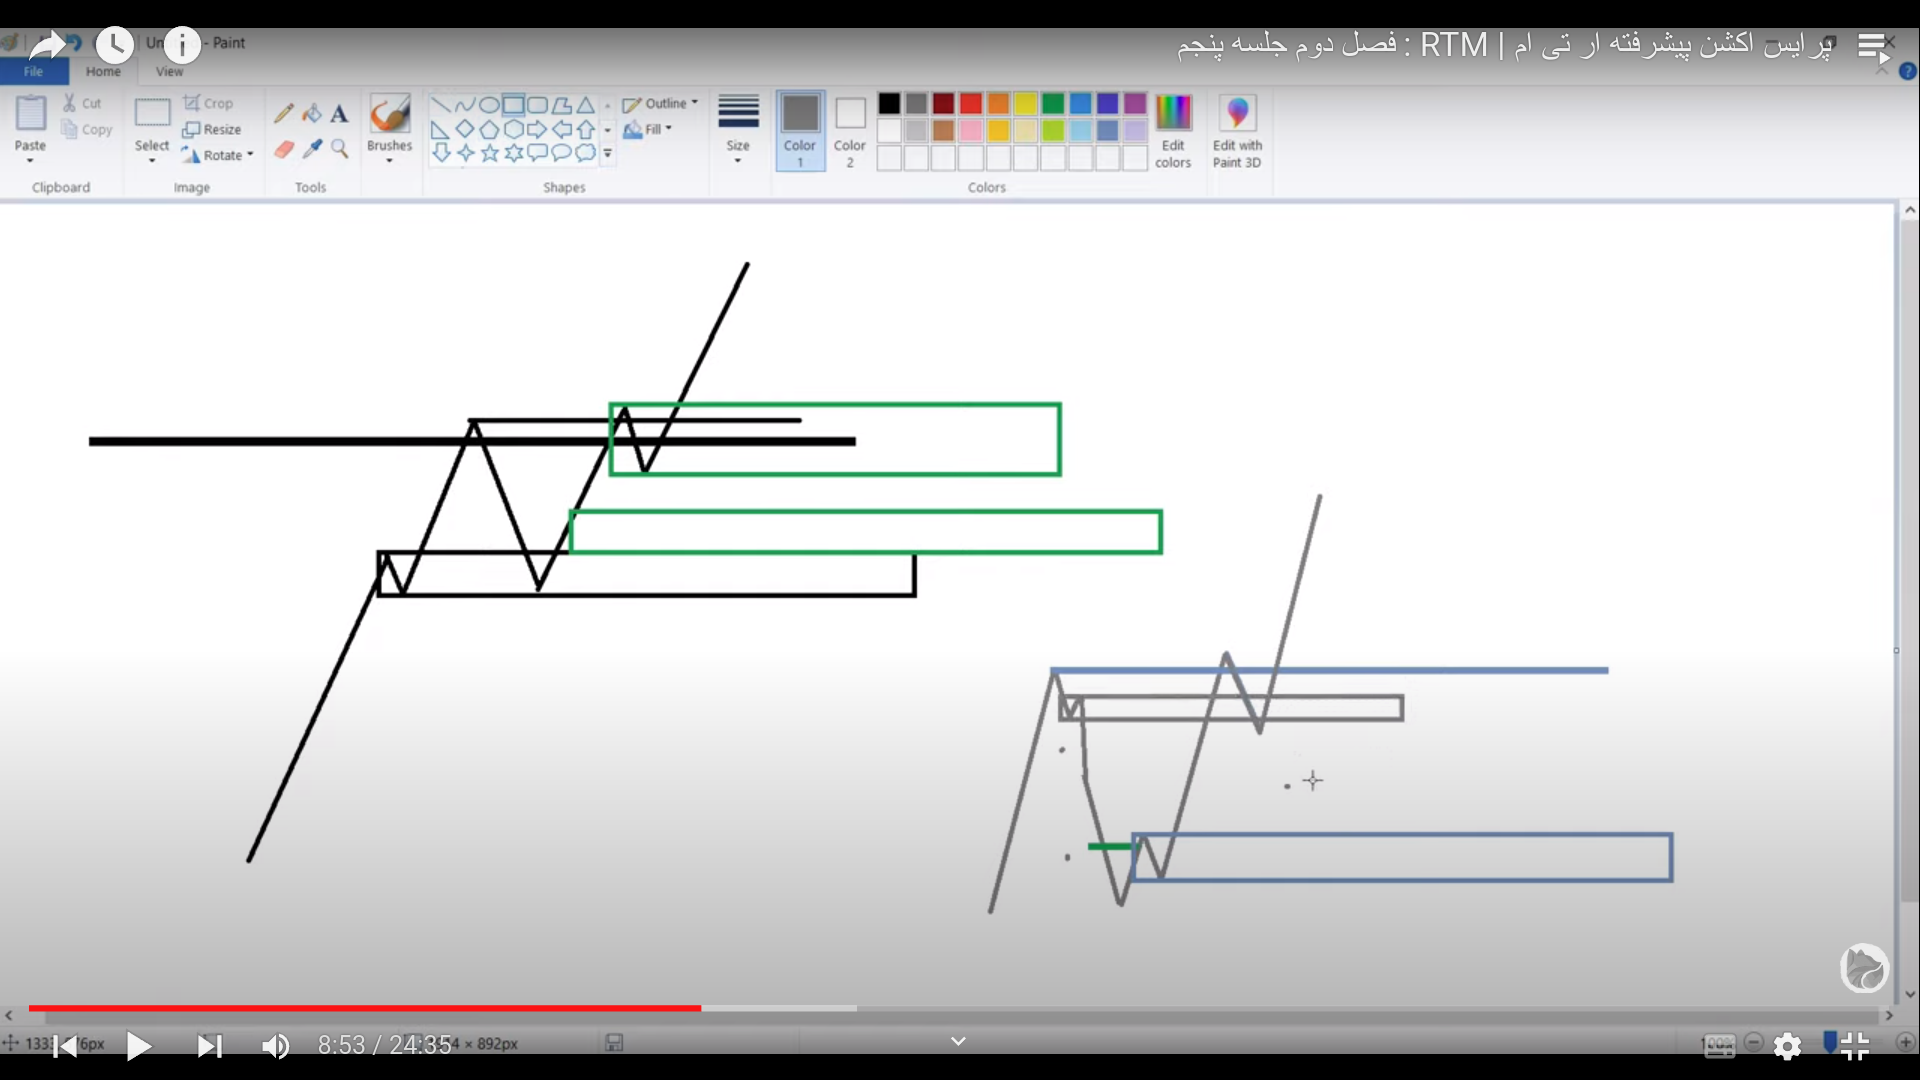 - Paint
پرایس اکشن پیشرفته ار تی ام | RTM : فصل دوم جلسه پنجم
File
Home
View
Paste
Cut
Copy
Clipboard
Select
Crop
Resize
Rotate
Image
Tools
Brushes
Shapes
Outline
Fill
Size
Color 1
Color 2
Colors
Edit colors
Edit with Paint 3D
8:53 / 24:35
× 892px
100%